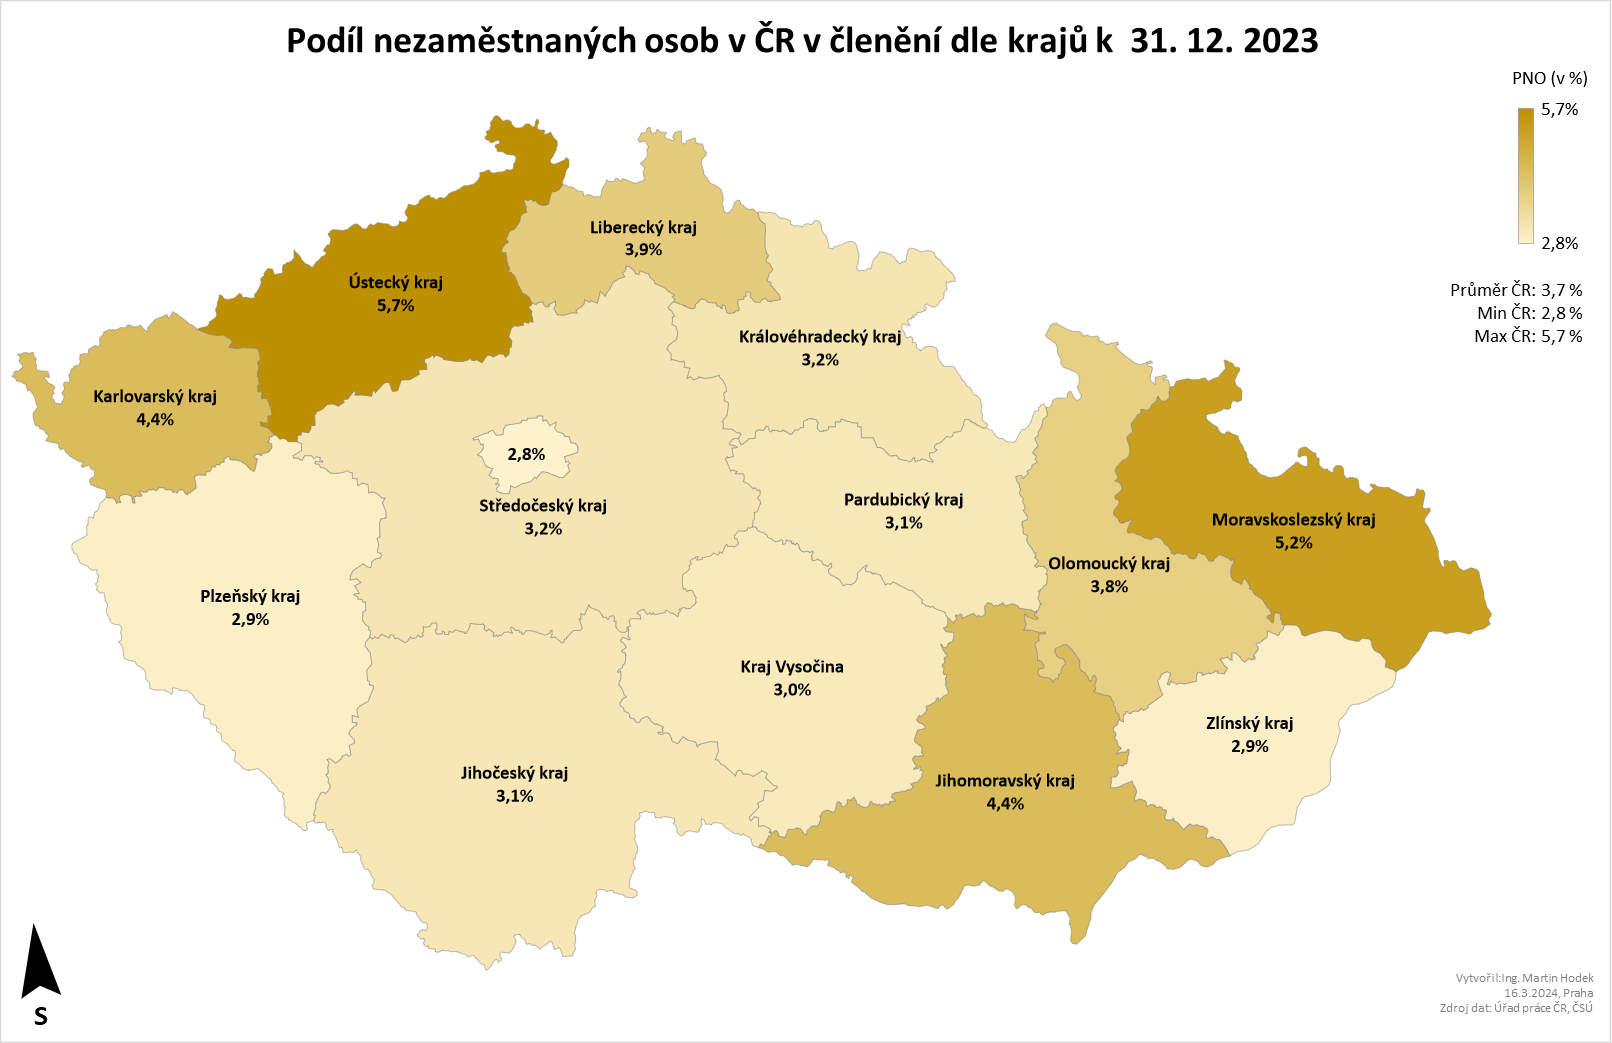 Podíl nezaměstnaných osob v ČR v členění dle krajů k 31. 12. 2023
PNO (v %)
5,7%
2,8%
Průměr ČR: 3,7 %
Min ČR: 2,8 %
Max ČR: 5,7 %
Liberecký kraj
3,9%
Ústecký kraj
5,7%
Královéhradecký kraj
3,2%
Karlovarský kraj
4,4%
2,8%
Středočeský kraj
3,2%
Pardubický kraj
3,1%
Moravskoslezský kraj
5,2%
Olomoucký kraj
3,8%
Plzeňský kraj
2,9%
Kraj Vysočina
3,0%
Zlínský kraj
2,9%
Jihočeský kraj
3,1%
Jihomoravský kraj
4,4%
S
Vytvořil:Ing. Martin Hodek
16.3.2024, Praha
Zdroj dat: Úřad práce ČR, ČSÚ